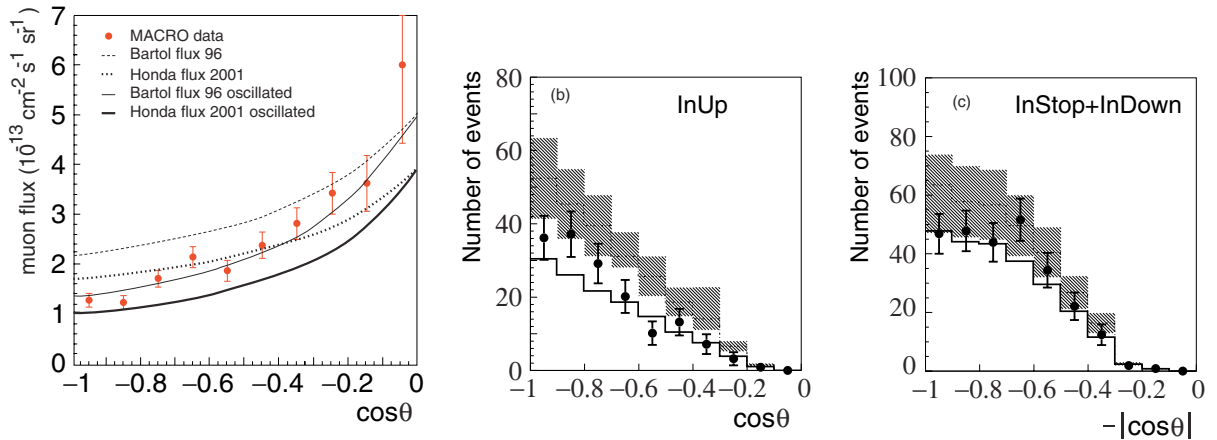 7
6
5
4
3
2
1
0
muon flux (10⁻¹³ cm⁻² s⁻¹ sr⁻¹)
MACRO data
Bartol flux 96
Honda flux 2001
Bartol flux 96 oscillated
Honda flux 2001 oscillated
−1 −0.8 −0.6 −0.4 −0.2 0
cosθ
80
60
40
20
0
Number of events
(b) InUp
−1 −0.8 −0.6 −0.4 −0.2 0
cosθ
100
80
60
40
20
0
Number of events
(c) InStop+InDown
−1 −0.8 −0.6 −0.4 −0.2 0
−|cosθ|